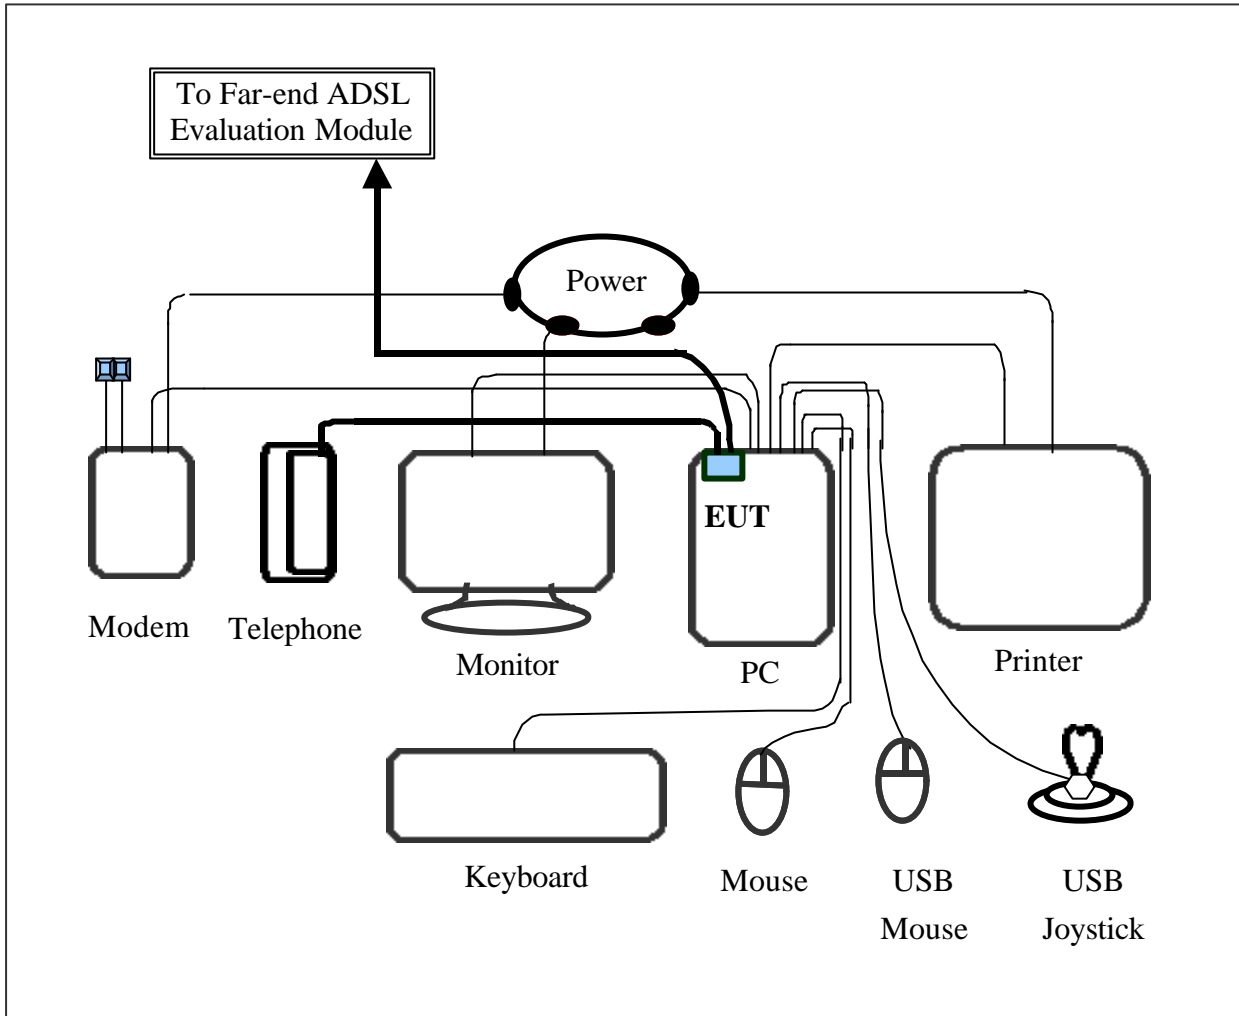 To Far-end ADSL
Evaluation Module
Power
EUT
Modem
Telephone
Monitor
PC
Printer
Keyboard
Mouse
USB
Mouse
USB
Joystick